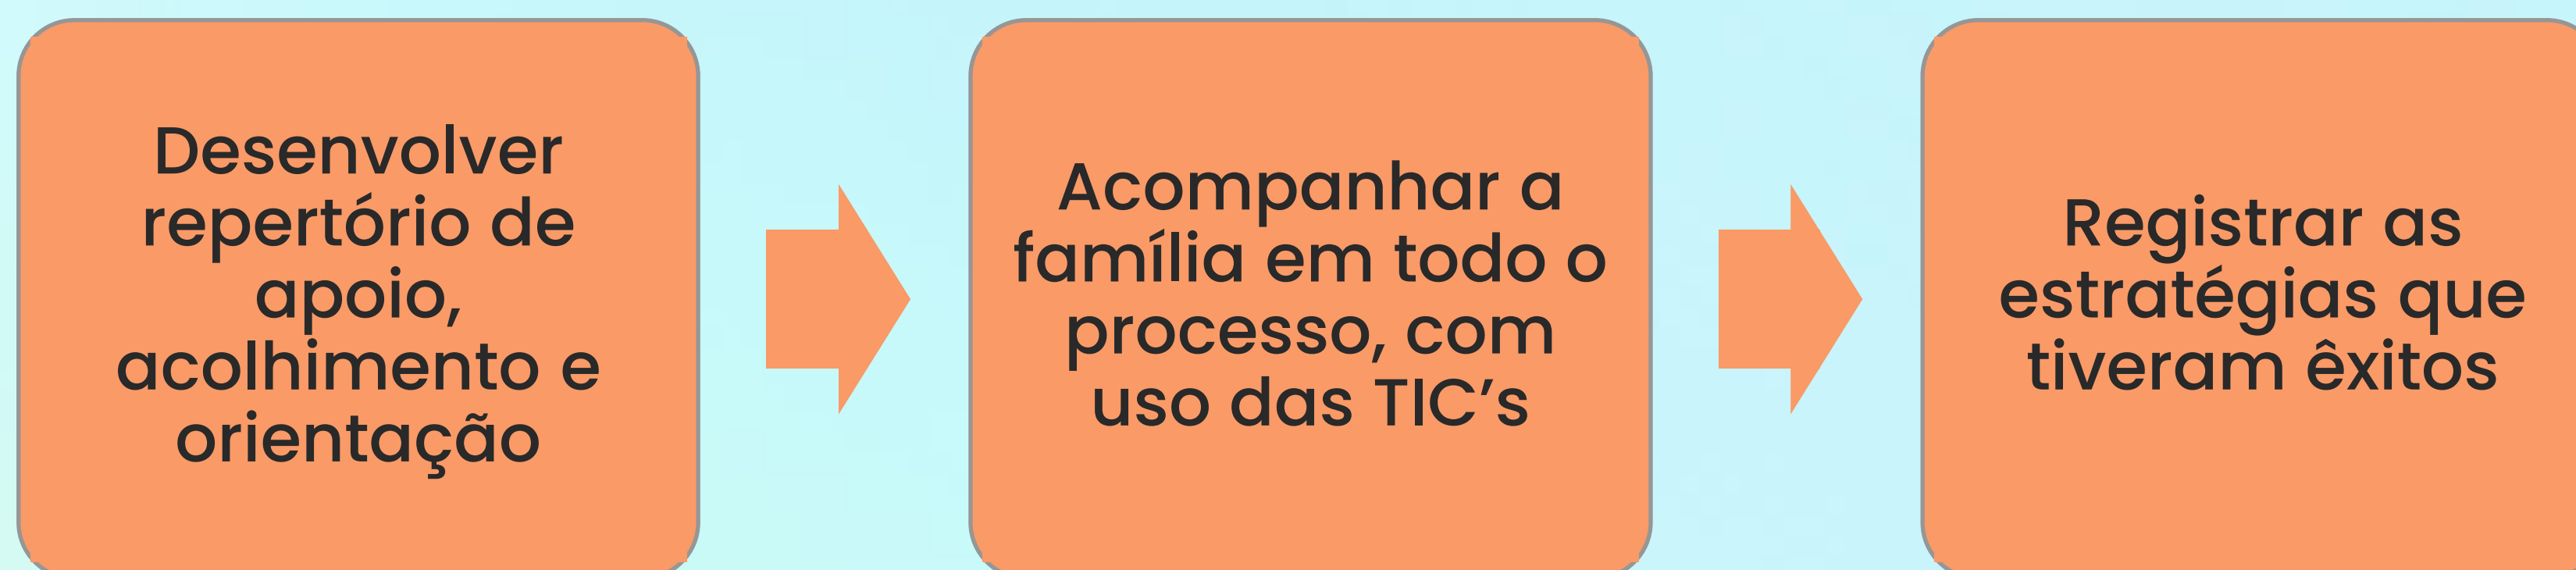 Desenvolver
repertório de
apoio,
acolhimento e
orientação
Acompanhar a
família em todo o
processo, com
uso das TIC’s
Registrar as
estratégias que
tiveram êxitos